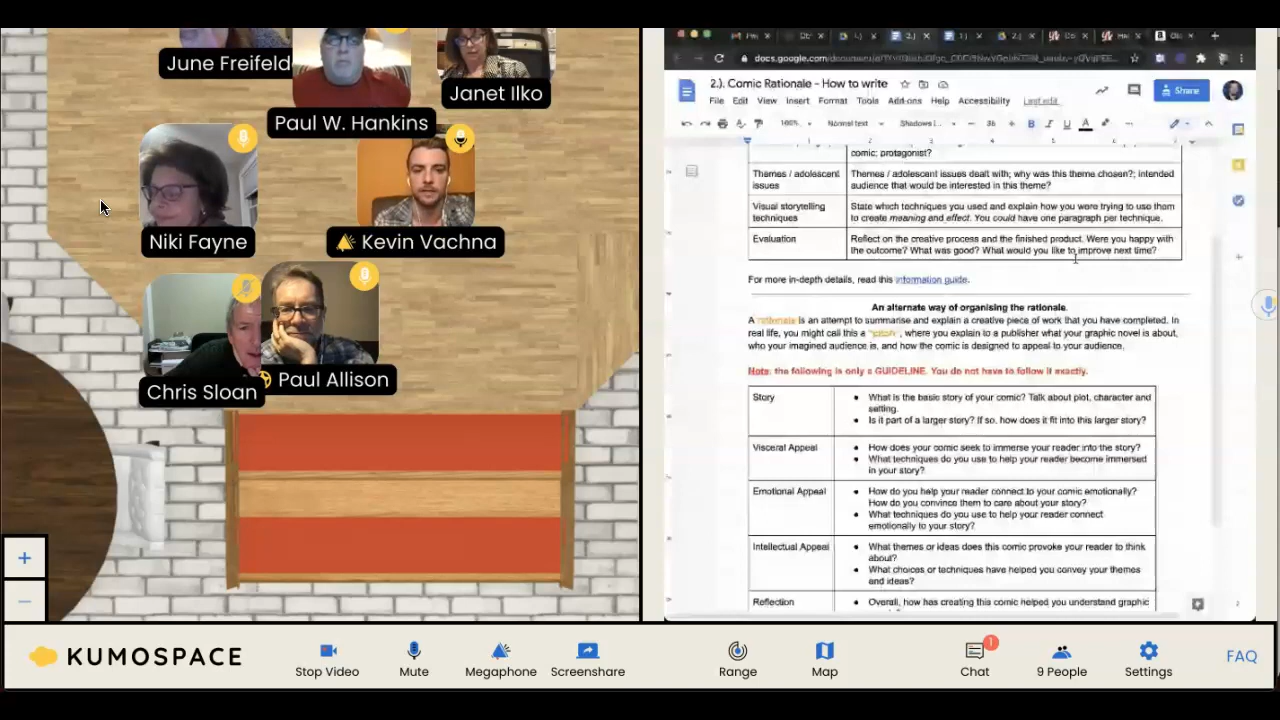 June Freifeld
Paul W. Hankins
Janet Ilko
Niki Fayne
Kevin Vachna
Chris Sloan
Paul Allison
+
−
KUMOSPACE
Stop Video
Mute
Megaphone
Screenshare
Range
Map
Chat
1
9 People
Settings
FAQ
2.). Comic Rationale - How to write
File Edit View Insert Format Tools Add-ons Help Accessibility Last edit
Share
100% Normal text 36 B I U A
comic; protagonist?
Themes / adolescent issues
Themes / adolescent issues dealt with; why was this theme chosen?; intended
audience that would be interested in this theme?
Visual storytelling
techniques
State which techniques you used and explain how you were trying to use them
to create meaning and effect. You could have one paragraph per technique.
Evaluation
Reflect on the creative process and the finished product. Were you happy with
the outcome? What was good? What would you like to improve next time?
For more in-depth details, read this information guide.
An alternate way of organising the rationale.
A rationale is an attempt to summarise and explain a creative piece of work that you have completed. In
real life, you might call this a "pitch", where you explain to a publisher what your graphic novel is about,
who your imagined audience is, and how the comic is designed to appeal to your audience.
Note: the following is only a GUIDELINE. You do not have to follow it exactly.
Story
• What is the basic story of your comic? Talk about plot, character and
setting.
• Is it part of a larger story? If so, how does it fit into this larger story?
Visceral Appeal
• How does your comic seek to immerse your reader into the story?
• What techniques do you use to help your reader become immersed
in your story?
Emotional Appeal
• How do you help your reader connect to your comic emotionally?
How do you convince them to care about your story?
• What techniques do you use to help your reader connect
emotionally to your story?
Intellectual Appeal
• What themes or ideas does this comic provoke your reader to think
about?
• What choices or techniques have helped you convey your themes
and ideas?
Reflection
• Overall, how has creating this comic helped you understand graphic